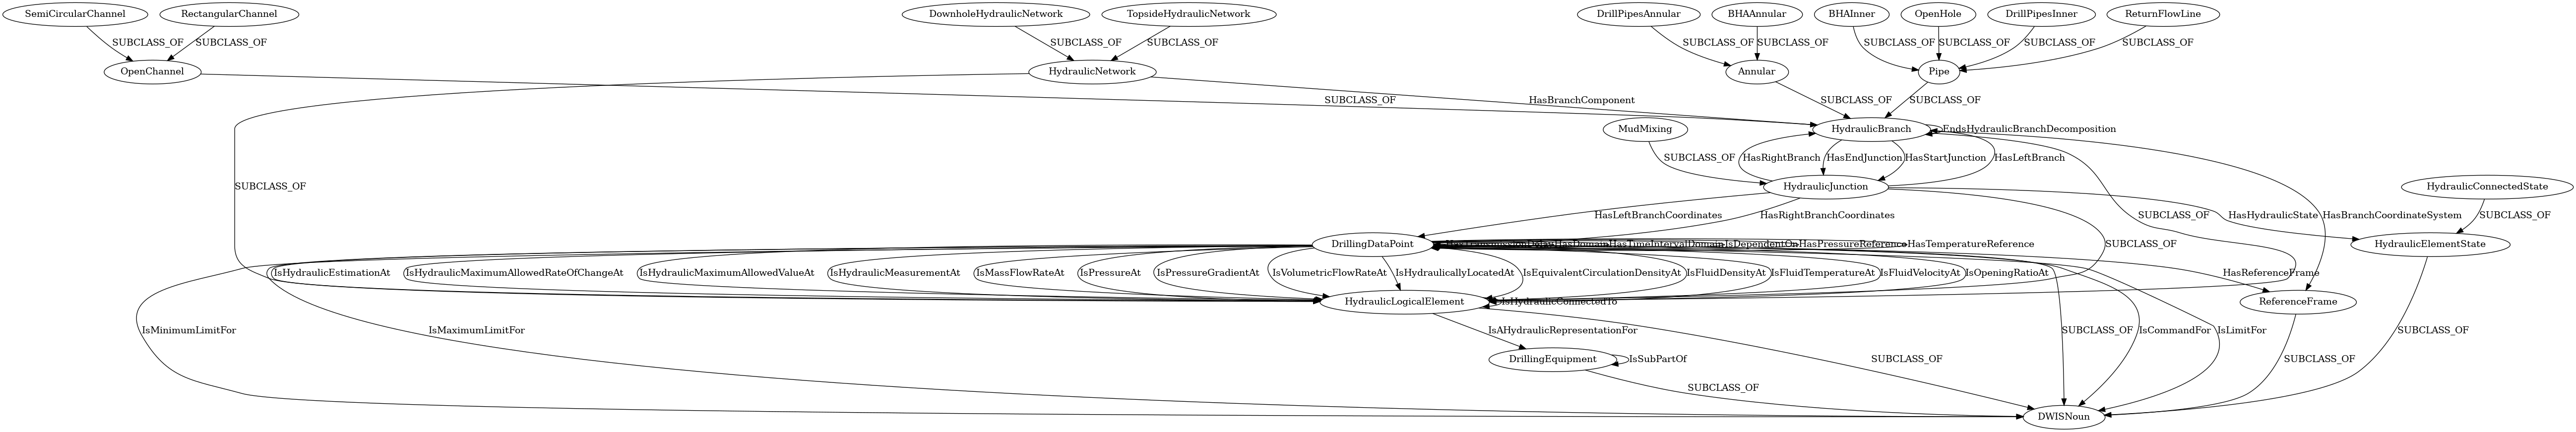 SemiCircularChannel
RectangularChannel
DownholeHydraulicNetwork
TopsideHydraulicNetwork
DrillPipesAnnular
BHAAnnular
BHAInner
OpenHole
DrillPipesInner
ReturnFlowLine
SUBCLASS_OF
SUBCLASS_OF
SUBCLASS_OF
SUBCLASS_OF
SUBCLASS_OF
SUBCLASS_OF
SUBCLASS_OF
SUBCLASS_OF
SUBCLASS_OF
SUBCLASS_OF
OpenChannel
HydraulicNetwork
Annular
Pipe
SUBCLASS_OF
HasBranchComponent
SUBCLASS_OF
SUBCLASS_OF
MudMixing
HydraulicBranch
EndsHydraulicBranchDecomposition
SUBCLASS_OF
HasRightBranch
HasEndJunction
HasStartJunction
HasLeftBranch
SUBCLASS_OF
HydraulicJunction
HydraulicConnectedState
HasLeftBranchCoordinates
HasRightBranchCoordinates
HasHydraulicState
SUBCLASS_OF
HasBranchCoordinateSystem
SUBCLASS_OF
DrillingDataPoint
HasDomain
HasTimeIntervalDomain
IsDependentOn
HasPressureReference
HasTemperatureReference
SUBCLASS_OF
HydraulicElementState
IsHydraulicEstimationAt
IsHydraulicMaximumAllowedRateOfChangeAt
IsHydraulicMaximumAllowedValueAt
IsHydraulicMeasurementAt
IsMassFlowRateAt
IsPressureAt
IsPressureGradientAt
IsVolumetricFlowRateAt
IsHydraulicallyLocatedAt
IsEquivalentCirculationDensityAt
IsFluidDensityAt
IsFluidTemperatureAt
IsFluidVelocityAt
IsOpeningRatioAt
HasReferenceFrame
HydraulicLogicalElement
IsHydraulicConnectedTo
ReferenceFrame
IsMinimumLimitFor
IsMaximumLimitFor
IsAHydraulicRepresentationFor
SUBCLASS_OF
IsCommandFor
IsLimitFor
SUBCLASS_OF
DrillingEquipment
IsSubPartOf
SUBCLASS_OF
SUBCLASS_OF
SUBCLASS_OF
DWISNoun